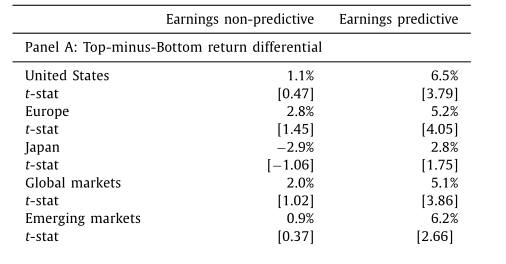 Earnings non-predictive Earnings predictive
Panel A: Top-minus-Bottom return differential
United States 1.1% 6.5%
t-stat [0.47] [3.79]
Europe 2.8% 5.2%
t-stat [1.45] [4.05]
Japan −2.9% 2.8%
t-stat [−1.06] [1.75]
Global markets 2.0% 5.1%
t-stat [1.02] [3.86]
Emerging markets 0.9% 6.2%
t-stat [0.37] [2.66]